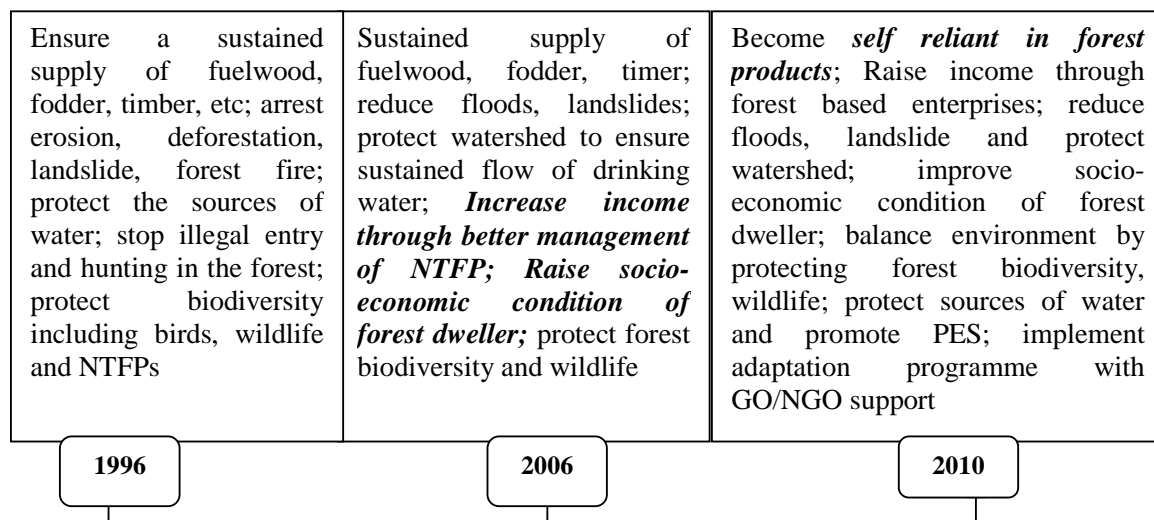 Ensure a sustained
supply of fuelwood,
fodder, timber, etc; arrest
erosion, deforestation,
landslide, forest fire;
protect the sources of
water; stop illegal entry
and hunting in the forest;
protect biodiversity
including birds, wildlife
and NTFPs
Sustained supply of
fuelwood, fodder, timer;
reduce floods, landslides;
protect watershed to ensure
sustained flow of drinking
water; Increase income
through better management
of NTFP; Raise socio-
economic condition of
forest dweller; protect forest
biodiversity and wildlife
Become self reliant in forest
products; Raise income through
forest based enterprises; reduce
floods, landslide and protect
watershed; improve socio-
economic condition of forest
dweller; balance environment by
protecting forest biodiversity,
wildlife; protect sources of water
and promote PES; implement
adaptation programme with
GO/NGO support
1996
2006
2010